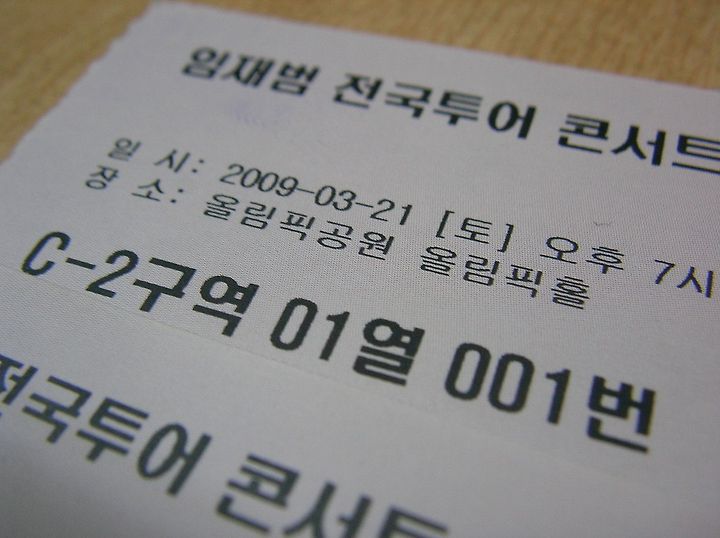 임재범 전국투어 콘서트
일 시: 2009-03-21 [토] 오후 7시
장 소: 올림픽공원 올림픽홀
C-2구역 01열 001번
전국투어 콘서트